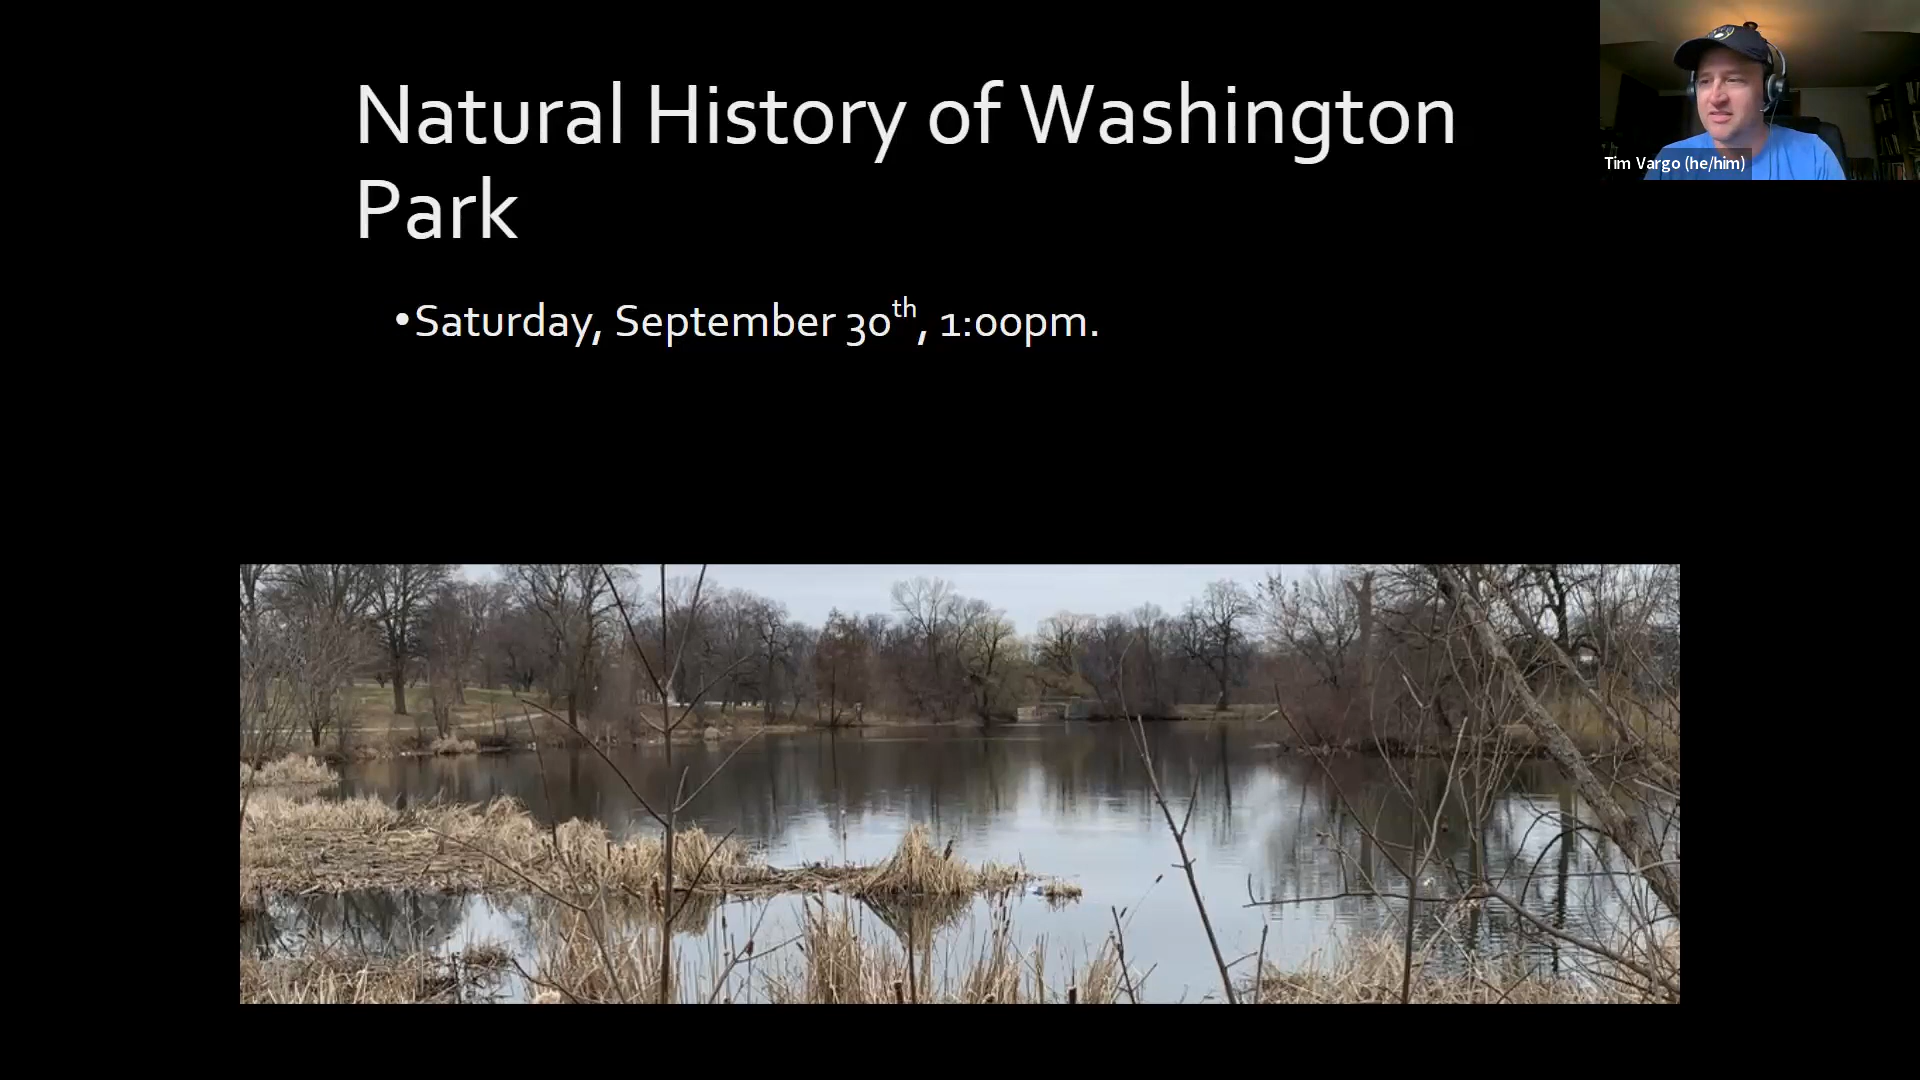 Natural History of Washington
Park
•Saturday, September 30th, 1:00pm.
Tim Vargo (he/him)